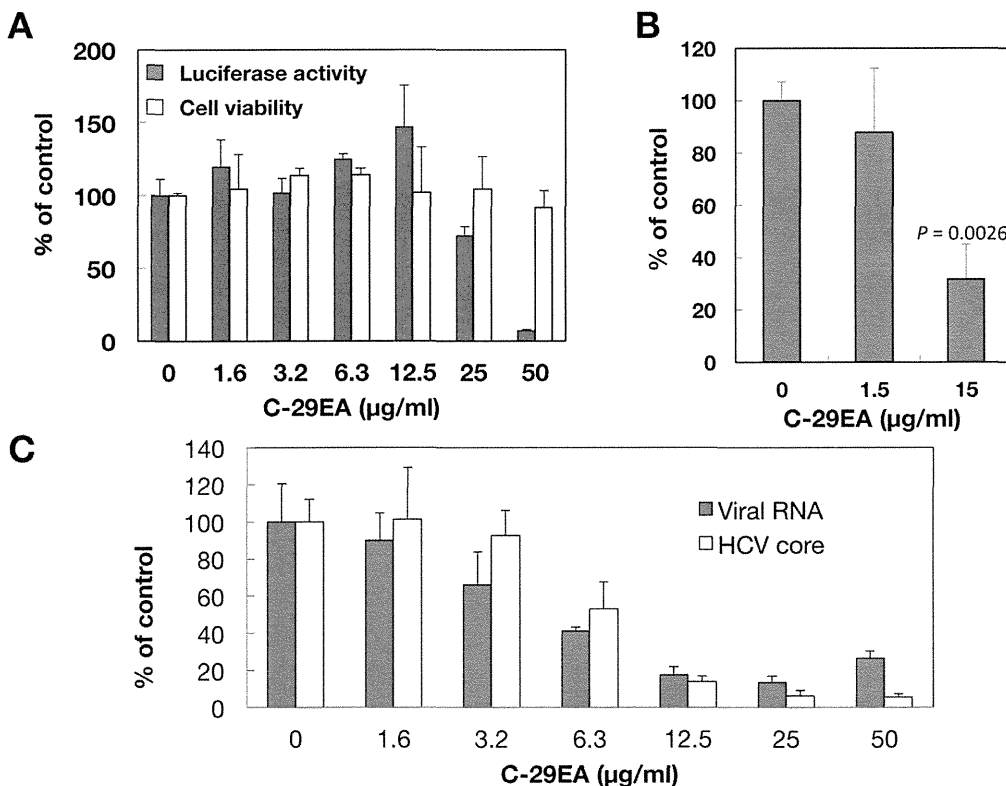 A
% of control
200
150
100
50
0
Luciferase activity
Cell viability
0 1.6 3.2 6.3 12.5 25 50
C-29EA (µg/ml)
B
% of control
120
100
80
60
40
20
0
P = 0.0026
0 1.5 15
C-29EA (µg/ml)
C
% of control
140
120
100
80
60
40
20
0
Viral RNA
HCV core
0 1.6 3.2 6.3 12.5 25 50
C-29EA (µg/ml)